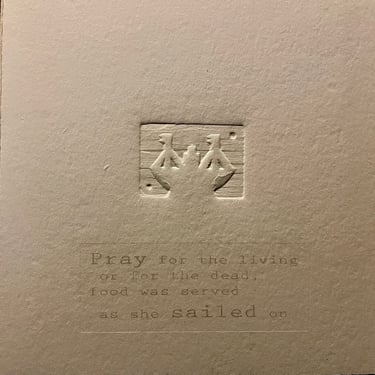 Pray for the living
or for the dead,
food was served
as she sailed on